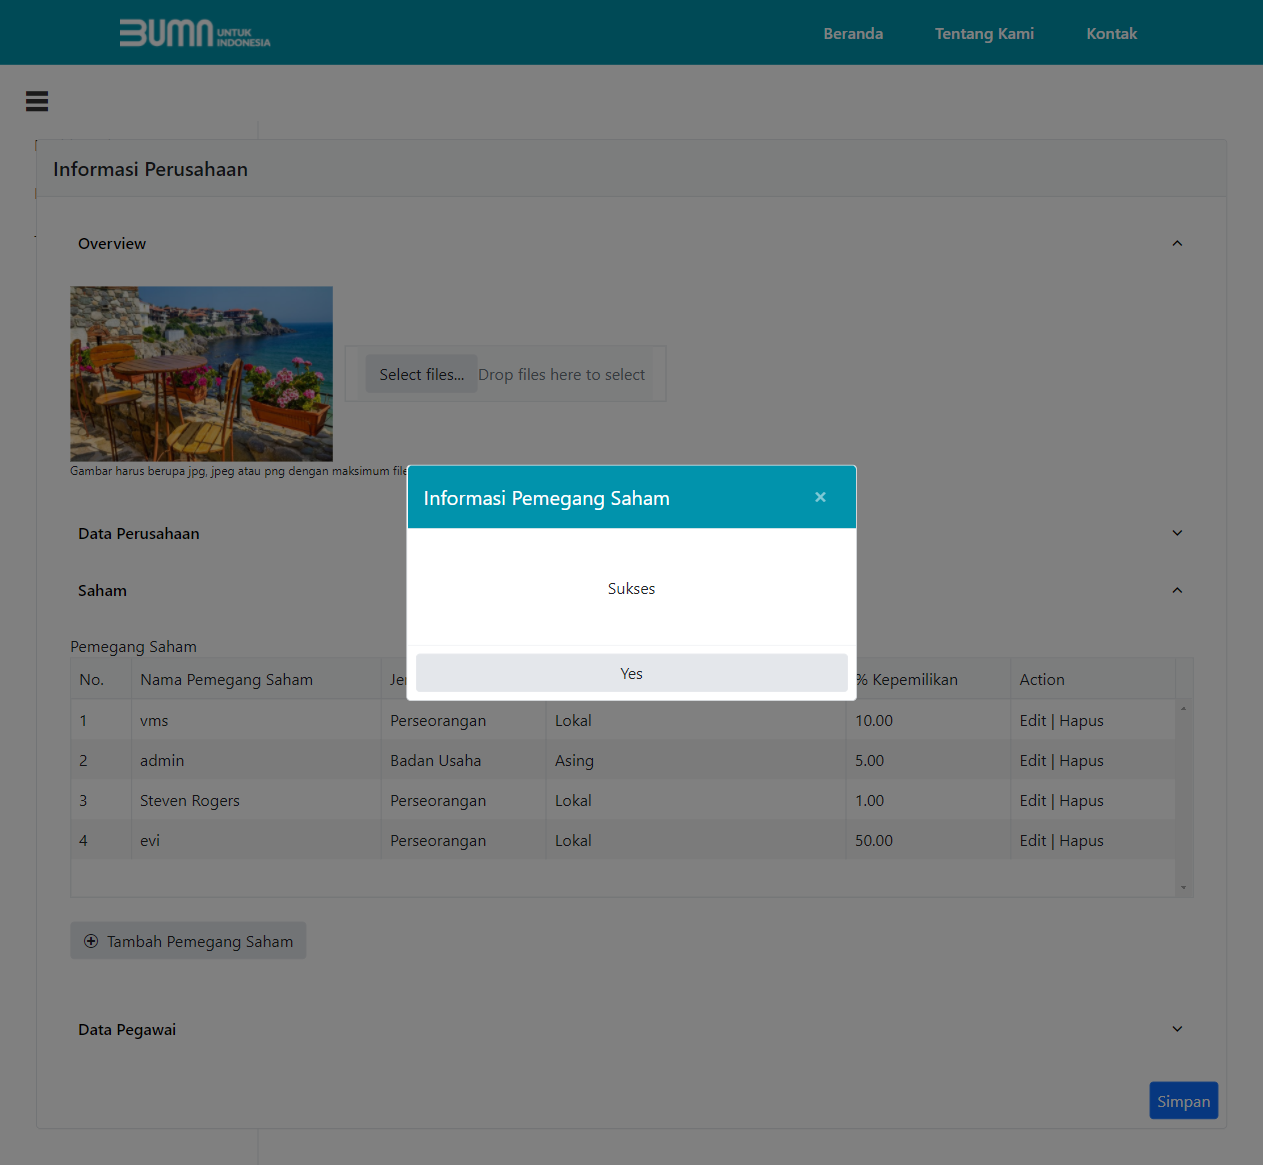 BUMN UNTUK INDONESIA
Beranda Tentang Kami Kontak
Informasi Perusahaan
Overview
Select files... Drop files here to select
Gambar harus berupa jpg, jpeg atau png dengan maksimum file
Informasi Pemegang Saham ×
Sukses
Yes
Data Perusahaan
Saham
Pemegang Saham
No. Nama Pemegang Saham % Kepemilikan Action
1 vms Perseorangan Lokal 10.00 Edit | Hapus
2 admin Badan Usaha Asing 5.00 Edit | Hapus
3 Steven Rogers Perseorangan Lokal 1.00 Edit | Hapus
4 evi Perseorangan Lokal 50.00 Edit | Hapus
Tambah Pemegang Saham
Data Pegawai
Simpan